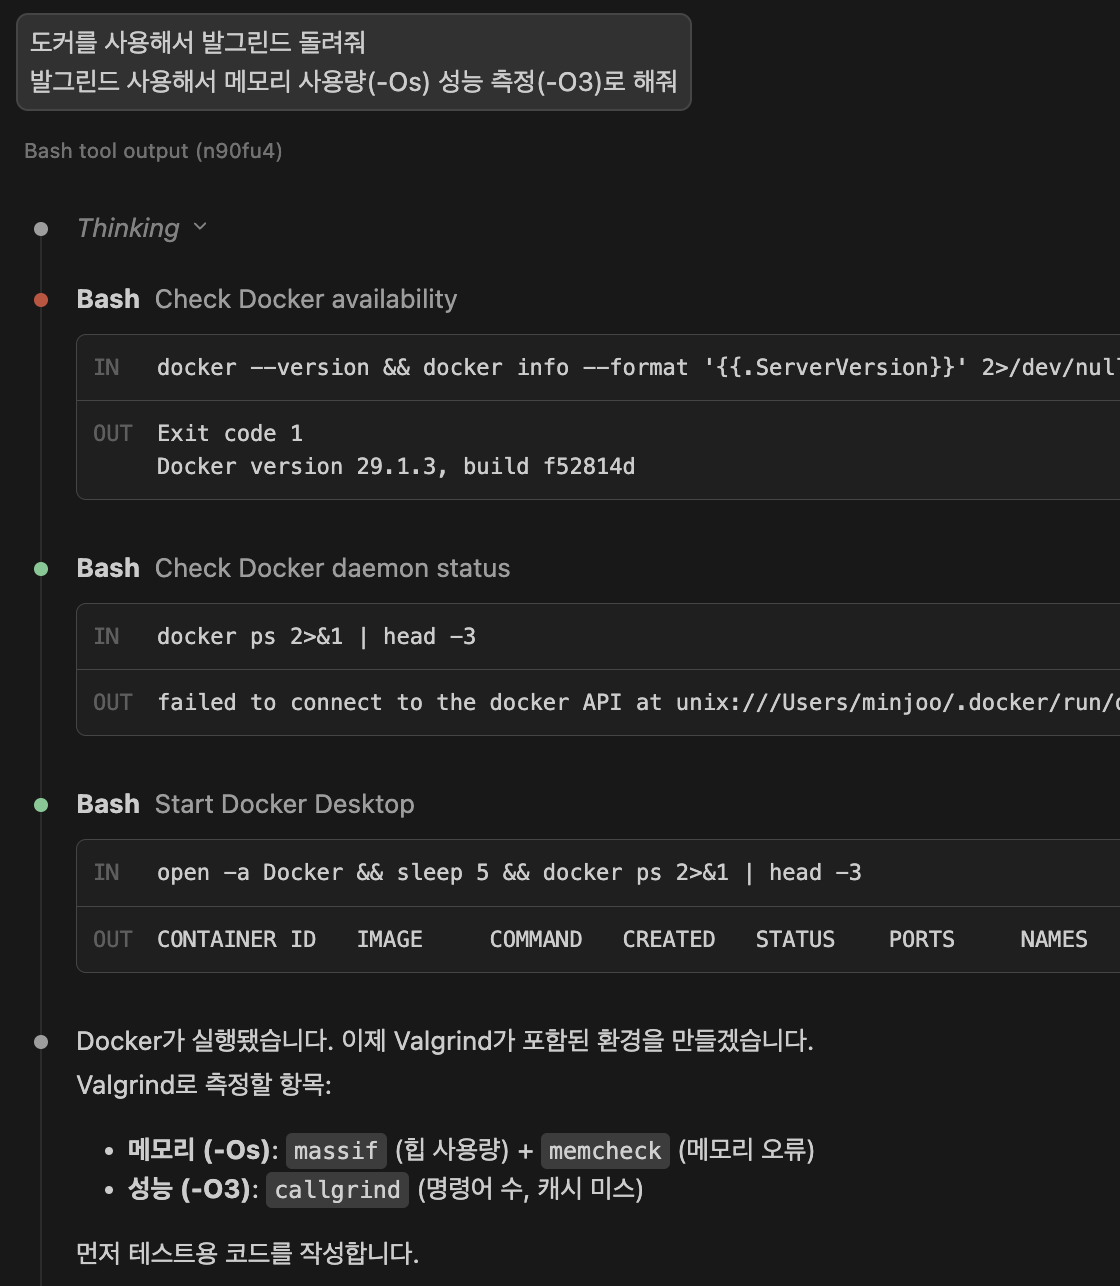 도커를 사용해서 발그린드 돌려줘
발그린드 사용해서 메모리 사용량(-Os) 성능 측정(-O3)로 해줘
Bash tool output (n90fu4)
Thinking
Bash Check Docker availability
IN docker --version && docker info --format '{{.ServerVersion}}' 2>/dev/nul
OUT Exit code 1
Docker version 29.1.3, build f52814d
Bash Check Docker daemon status
IN docker ps 2>&1 | head -3
OUT failed to connect to the docker API at unix:///Users/minjoo/.docker/run/
Bash Start Docker Desktop
IN open -a Docker && sleep 5 && docker ps 2>&1 | head -3
OUT CONTAINER ID IMAGE COMMAND CREATED STATUS PORTS NAMES
Docker가 실행됐습니다. 이제 Valgrind가 포함된 환경을 만들겠습니다.
Valgrind로 측정할 항목:
• 메모리 (-Os): massif (힙 사용량) + memcheck (메모리 오류)
• 성능 (-O3): callgrind (명령어 수, 캐시 미스)
먼저 테스트용 코드를 작성합니다.